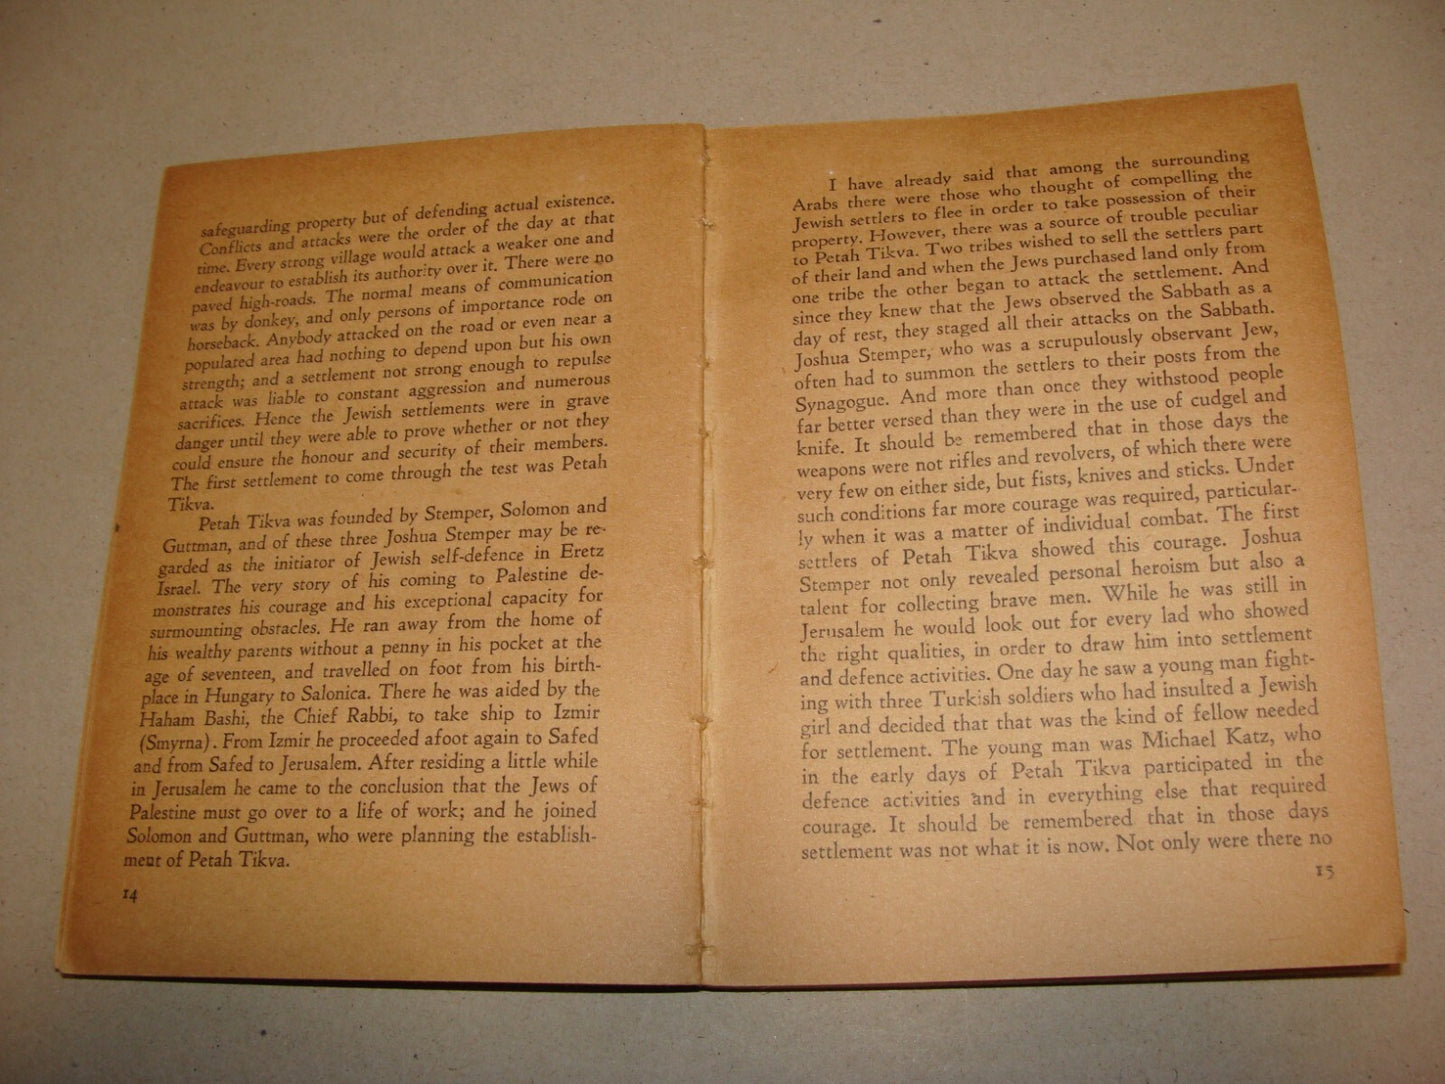 safeguarding property but of defending actual existence.
Conflicts and attacks were the order of the day at that
time. Every strong village would attack a weaker one and
endeavour to establish its authority over it. There were no
paved high-roads. The normal means of communication
was by donkey, and only persons of importance rode on
horseback. Anybody attacked on the road or even near a
populated area had nothing to depend upon but his own
strength; and a settlement not strong enough to repulse
attack was liable to constant aggression and numerous
sacrifices. Hence the Jewish settlements were in grave
danger until they were able to prove whether or not they
could ensure the honour and security of their members.
The first settlement to come through the test was Petah
Tikva.
Petah Tikva was founded by Stemper, Solomon and
Guttman, and of these three Joshua Stemper may be re-
garded as the initiator of Jewish self-defence in Eretz
Israel. The very story of his coming to Palestine de-
monstrates his courage and his exceptional capacity for
surmounting obstacles. He ran away from the home of
his wealthy parents without a penny in his pocket at the
age of seventeen, and travelled on foot from his birth-
place in Hungary to Salonica. There he was aided by the
Haham Bashi, the Chief Rabbi, to take ship to Izmir
(Smyrna). From Izmir he proceeded afoot again to Safed
and from Safed to Jerusalem. After residing a little while
in Jerusalem he came to the conclusion that the Jews of
Palestine must go over to a life of work; and he joined
Solomon and Guttman, who were planning the establish-
ment of Petah Tikva.
14
I have already said that among the surrounding
Arabs there were those who thought of compelling the
Jewish settlers to flee in order to take possession of their
property. However, there was a source of trouble peculiar
to Petah Tikva. Two tribes wished to sell the settlers part
of their land and when the Jews purchased land only from
one tribe the other began to attack the settlement. And
since they knew that the Jews observed the Sabbath as a
day of rest, they staged all their attacks on the Sabbath.
Joshua Stemper, who was a scrupulously observant Jew,
often had to summon the settlers to their posts from the
Synagogue. And more than once they withstood people
far better versed than they were in the use of cudgel and
knife. It should be remembered that in those days the
weapons were not rifles and revolvers, of which there were
very few on either side, but fists, knives and sticks. Under
such conditions far more courage was required, particular-
ly when it was a matter of individual combat. The first
settlers of Petah Tikva showed this courage. Joshua
Stemper not only revealed personal heroism but also a
talent for collecting brave men. While he was still in
Jerusalem he would look out for every lad who showed
the right qualities, in order to draw him into settlement
and defence activities. One day he saw a young man fight-
ing with three Turkish soldiers who had insulted a Jewish
girl and decided that that was the kind of fellow needed
for settlement. The young man was Michael Katz, who
in the early days of Petah Tikva participated in the
defence activities and in everything else that required
courage. It should be remembered that in those days
settlement was not what it is now. Not only were there no
15